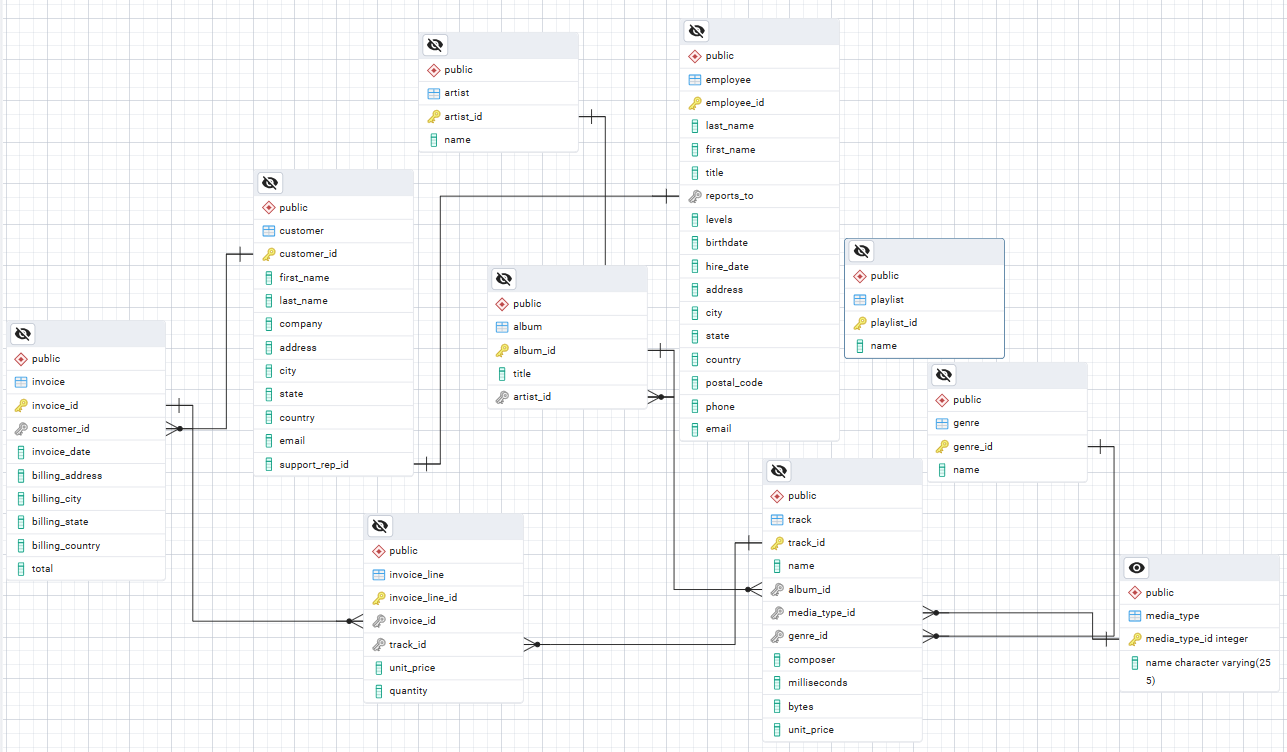 public
artist
artist_id
name
public
employee
employee_id
last_name
first_name
title
reports_to
levels
birthdate
hire_date
address
city
state
country
postal_code
phone
email
public
customer
customer_id
first_name
last_name
company
address
city
state
country
email
support_rep_id
public
playlist
playlist_id
name
public
album
album_id
title
artist_id
public
invoice
invoice_id
customer_id
invoice_date
billing_address
billing_city
billing_state
billing_country
total
public
genre
genre_id
name
public
track
track_id
name
album_id
media_type_id
genre_id
composer
milliseconds
bytes
unit_price
public
invoice_line
invoice_line_id
invoice_id
track_id
unit_price
quantity
public
media_type
media_type_id integer
name character varying(25
5)